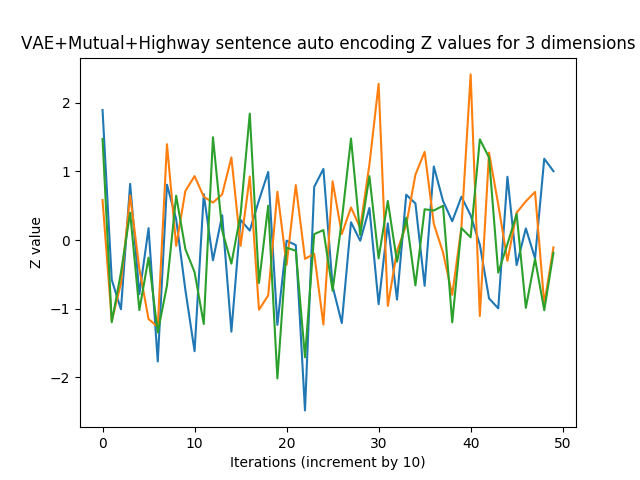 VAE+Mutual+Highway sentence auto encoding Z values for 3 dimensions
Z value
2
1
0
−1
−2
0 10 20 30 40 50
Iterations (increment by 10)